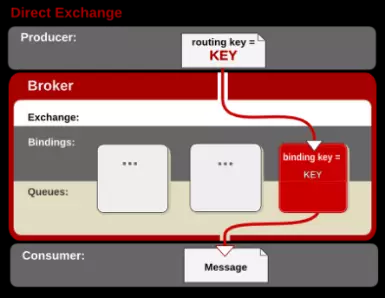 Direct Exchange
Producer:
routing key =
KEY
Broker
Exchange:
Bindings:
...
...
binding key =
KEY
Queues:
Consumer:
Message